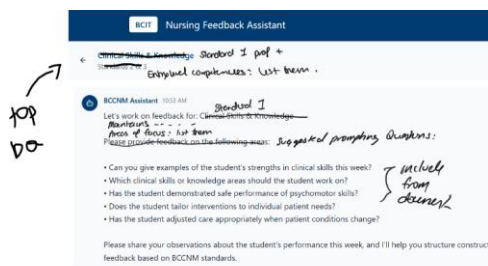 BCIT Nursing Feedback Assistant
Clinical Skills & Knowledge Standard 1 prof +
Standards 2 & 3
Entry level competencies: list them.
top
BCCNM Assistant 10:32 AM
Standard 1
Let's work on feedback for: Clinical Skills & Knowledge
Areas of focus: list them
Please provide feedback on the following areas: Suggested prompting Questions:
• Can you give examples of the student's strengths in clinical skills this week?
• Which clinical skills or knowledge areas should the student work on?
• Has the student demonstrated safe performance of psychomotor skills?
• Does the student tailor interventions to individual patient needs?
• Has the student adjusted care appropriately when patient conditions change?
include
from
Please share your observations about the student's performance this week, and I'll help you structure construct
feedback based on BCCNM standards.